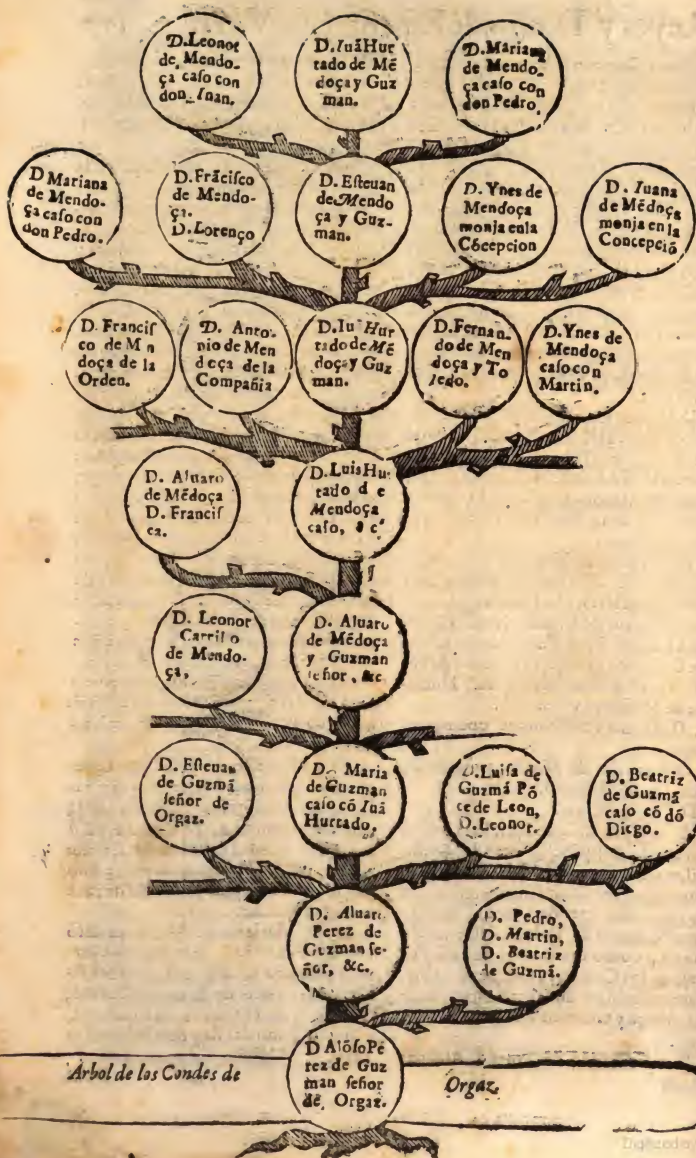 D. Leonor
de Mendo-
ça caſo con
don Iuan.
D. Iuã Hur
tado de Mẽ
doça y Guz
man.
D. Mariana
de Mendo-
ça caſo con
don Pedro.
D Mariana
de Mendo-
ça caſo con
don Pedro.
D. Frãciſco
de Mendo-
ça.
D. Lorenço
D. Eſteuan
de Mendo
ça y Guz-
man.
D. Ynes de
Mendoça
monja enla
Cõcepcion
D. Iuana
de Mẽdoça
monja en la
Concepciõ
D. Franciſ
co de M n
doça de la
Orden.
D. Anto-
nio de Men
doça de la
Compañia
D. Iu Hur
tado de Mẽ
doça y Guz
man.
D. Fernan-
do de Men
doça y To
ledo.
D. Ynes de
Mendoça
caſo con
Martin.
D. Aluaro
de Mẽdoça
D. Franciſ
ca.
D. Luis Hur
tado d e
Mendoça
caſo, & c
D. Leonor
Carrillo
de Mendo-
ça,
D. Aluaro
de Mẽdoça
y Guzman
ſeñor, &c
D. Eſteuan
de Guzmã
ſeñor de
Orgaz.
D. Maria
de Guzman
caſo cõ Iuã
Hurtado.
D. Luiſa de
Guzmã Põ
ce de Leon,
D. Leonor.
D. Beatriz
de Guzmã
caſo cõ dõ
Diego.
D. Aluaro
Perez de
Guzman ſe-
ñor, &c.
D. Pedro,
D. Martin,
D. Beatriz
de Guzmã.
D Alõſo Pé
rez de Guz
man ſeñor
de Orgaz.
Arbol de los Condes de Orgaz